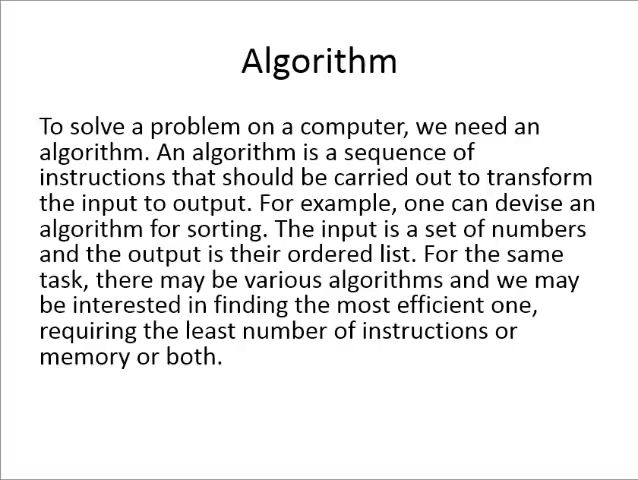 Algorithm
To solve a problem on a computer, we need an
algorithm. An algorithm is a sequence of
instructions that should be carried out to transform
the input to output. For example, one can devise an
algorithm for sorting. The input is a set of numbers
and the output is their ordered list. For the same
task, there may be various algorithms and we may
be interested in finding the most efficient one,
requiring the least number of instructions or
memory or both.